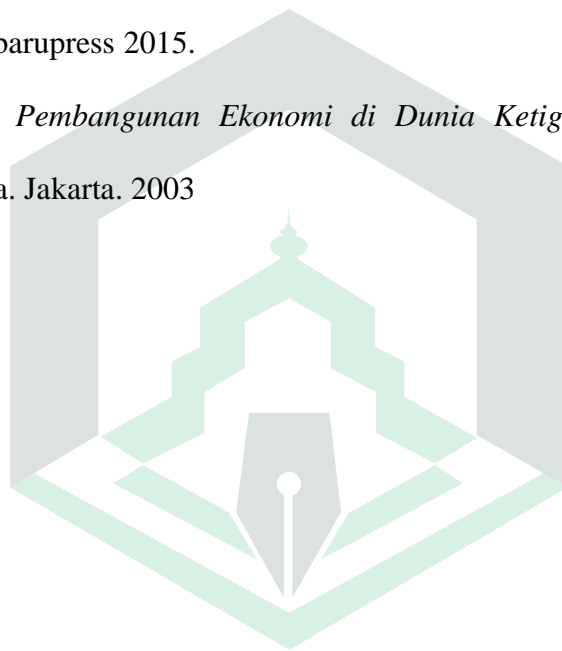 barupress 2015.
Pembangunan Ekonomi di Dunia Ketig
a. Jakarta. 2003